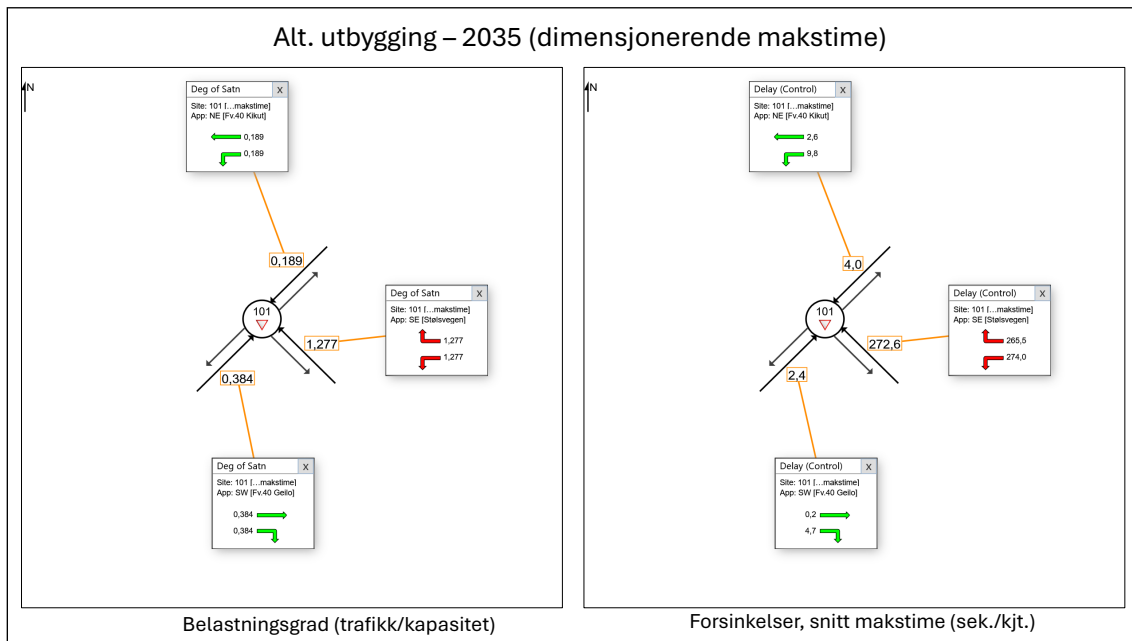 Alt. utbygging – 2035 (dimensjonerende makstime)
N
Deg of Satn X
Site: 101 [...makstime]
App: NE [Fv.40 Kikut]
0,189
0,189
0,189
101
Deg of Satn X
Site: 101 [...makstime]
App: SE [Stølsvegen]
1,277
1,277
1,277
0,384
Deg of Satn X
Site: 101 [...makstime]
App: SW [Fv.40 Geilo]
0,384
0,384
Belastningsgrad (trafikk/kapasitet)
N
Delay (Control) X
Site: 101 [...makstime]
App: NE [Fv.40 Kikut]
2,6
9,8
4,0
101
Delay (Control) X
Site: 101 [...makstime]
App: SE [Stølsvegen]
265,5
274,0
272,6
2,4
Delay (Control) X
Site: 101 [...makstime]
App: SW [Fv.40 Geilo]
0,2
4,7
Forsinkelser, snitt makstime (sek./kjt.)